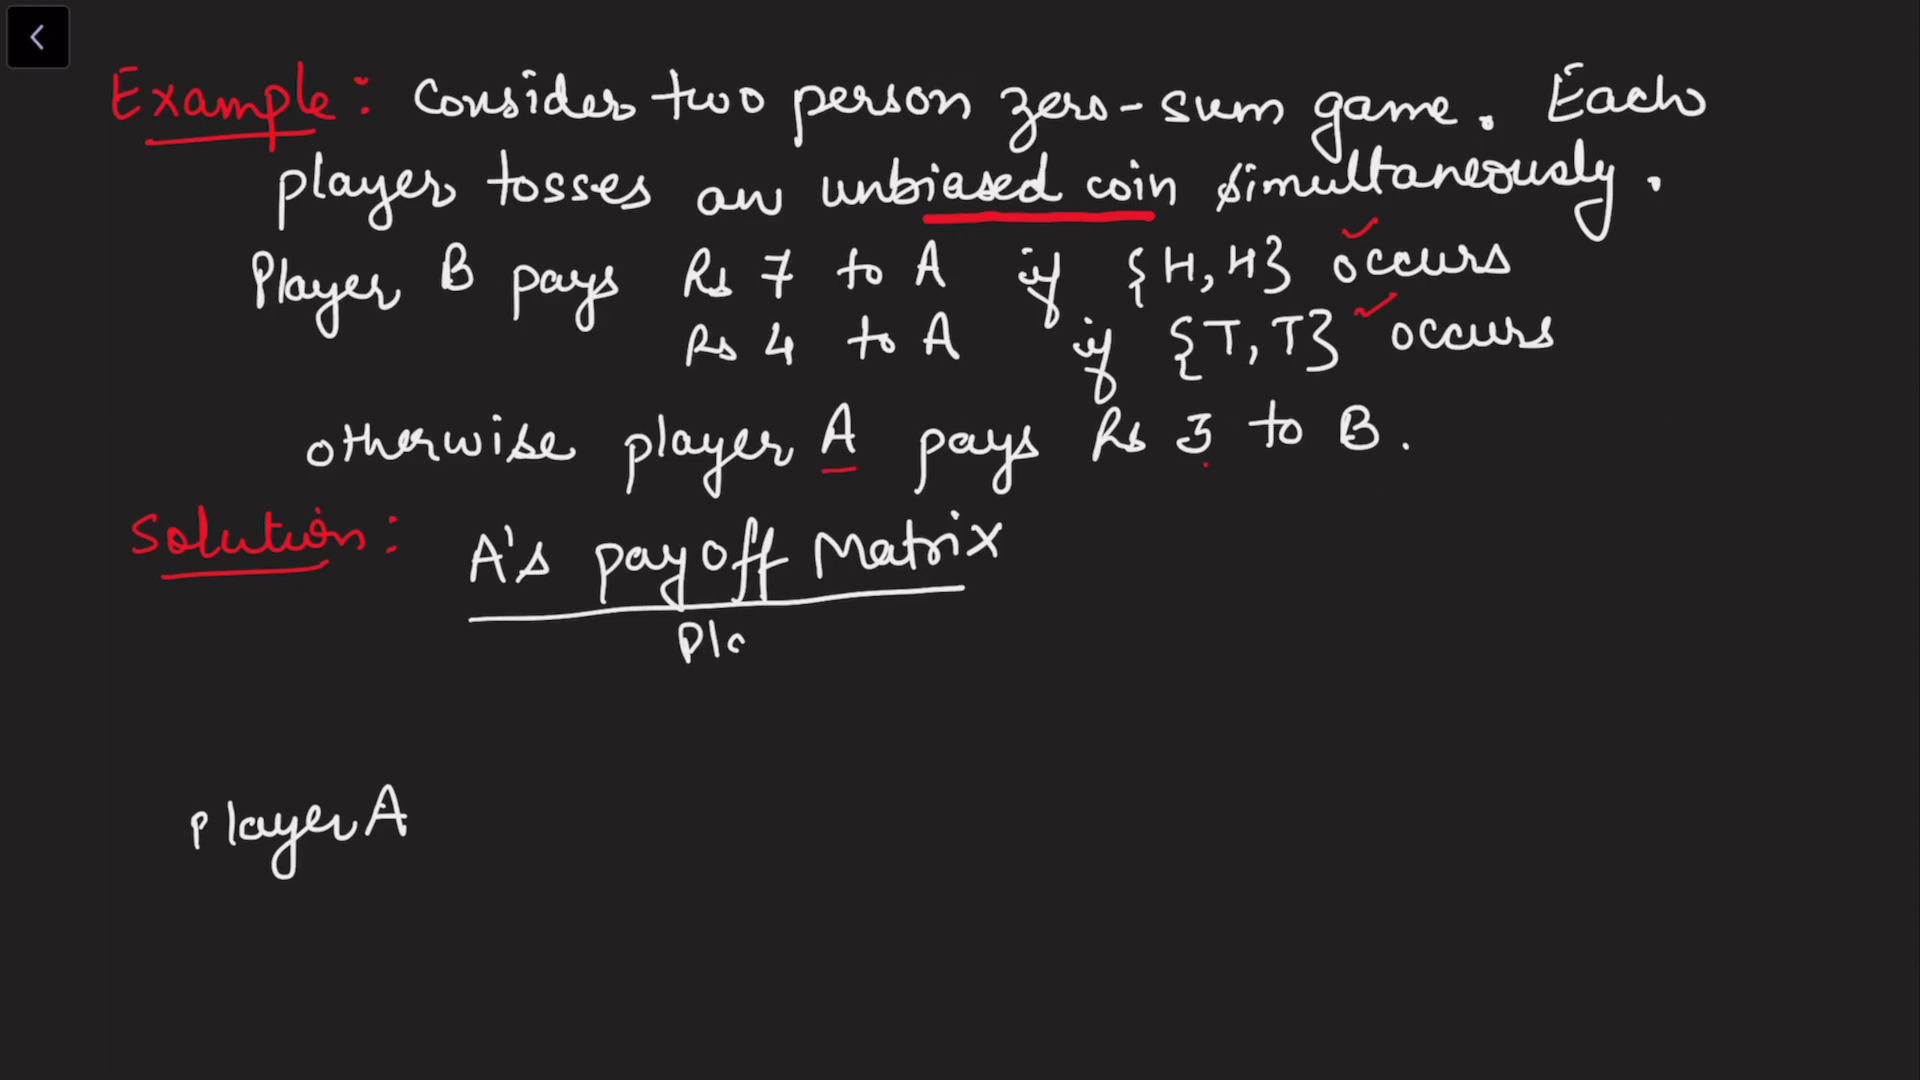 Example: Consider two person zero-sum game. Each
player tosses an unbiased coin simultaneously.
Player B pays Rs 7 to A if {H, H} occurs
Rs 4 to A if {T, T} occurs
otherwise player A pays Rs 3 to B.
Solution: A's payoff Matrix
Pla
Player A